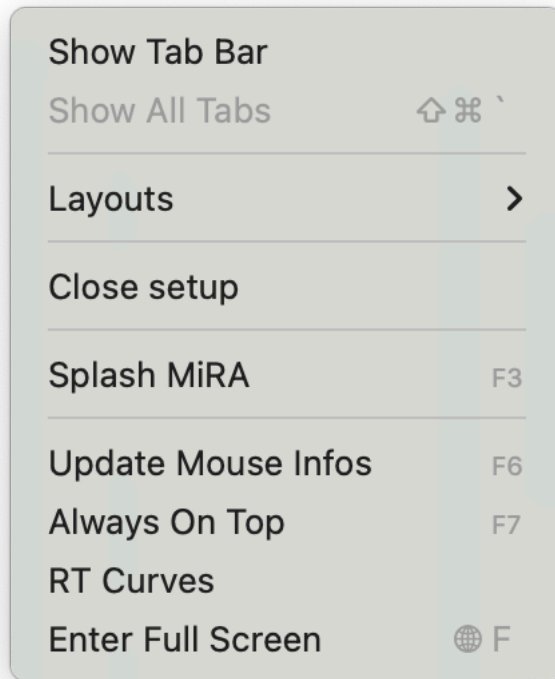 Show Tab Bar
Show All Tabs ⇧⌘`
Layouts
Close setup
Splash MiRA F3
Update Mouse Infos F6
Always On Top F7
RT Curves
Enter Full Screen 🌐F